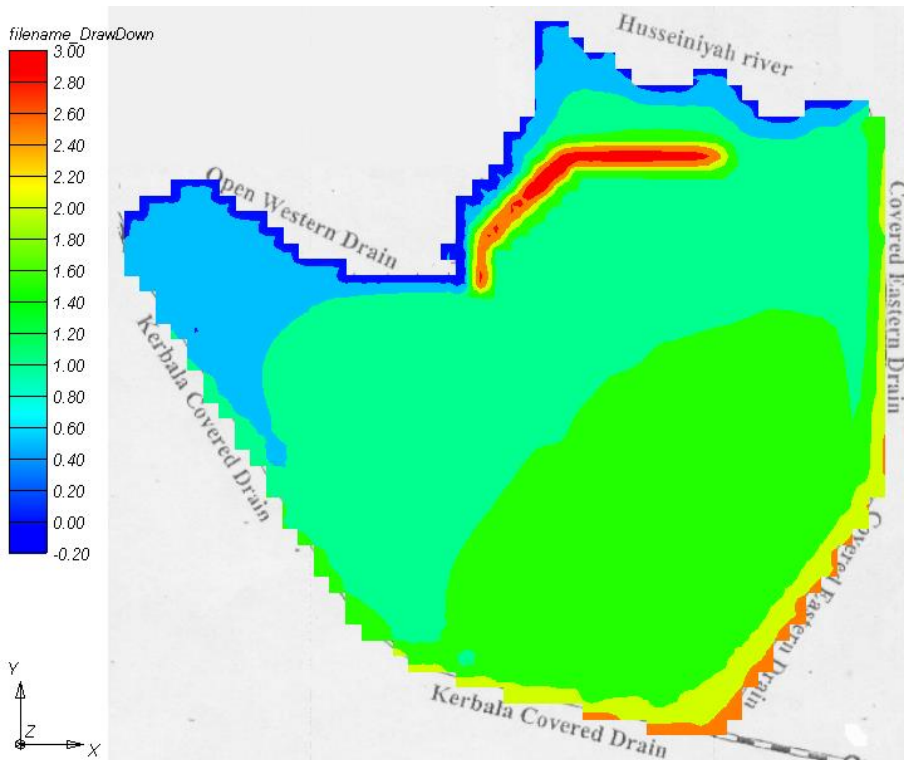 filename_DrawDown
3.00
2.80
2.60
2.40
2.20
2.00
1.80
1.60
1.40
1.20
1.00
0.80
0.60
0.40
0.20
0.00
-0.20
Husseiniyah river
Open Western Drain
Covered Eastern Drain
Kerbala Covered Drain
Covered Eastern Drain
Kerbala Covered Drain
Y
Z
X